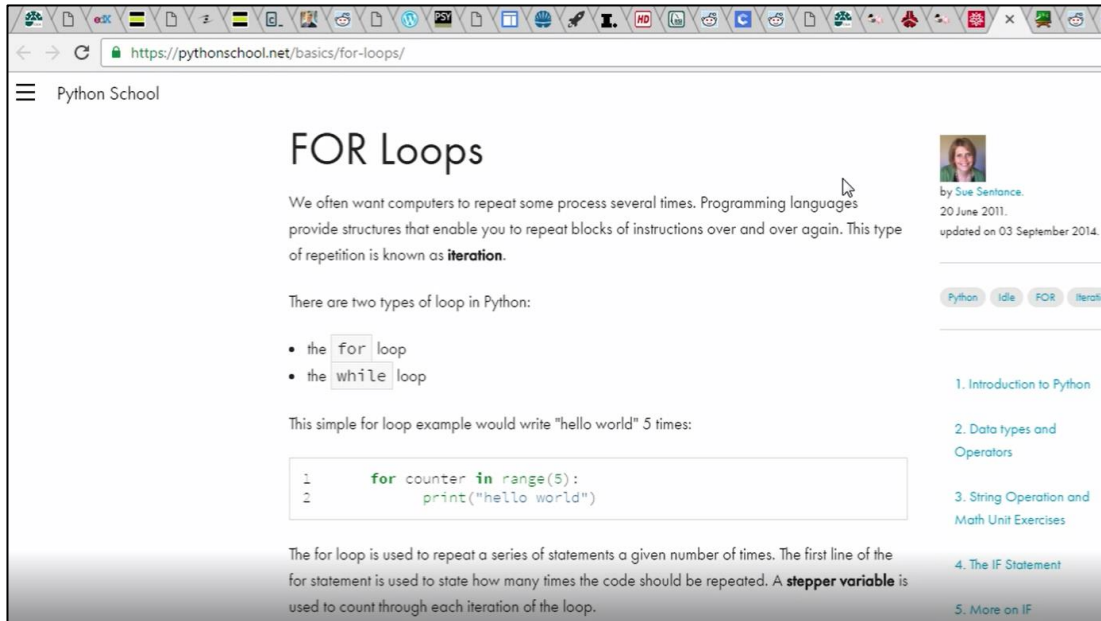 https://pythonschool.net/basics/for-loops/
Python School
FOR Loops
We often want computers to repeat some process several times. Programming languages
provide structures that enable you to repeat blocks of instructions over and over again. This type
of repetition is known as iteration.
There are two types of loop in Python:
• the for loop
• the while loop
This simple for loop example would write "hello world" 5 times:
1 for counter in range(5):
2 print("hello world")
The for loop is used to repeat a series of statements a given number of times. The first line of the
for statement is used to state how many times the code should be repeated. A stepper variable is
used to count through each iteration of the loop.
by Sue Sentance.
20 June 2011.
updated on 03 September 2014.
Python Idle FOR Iterati
1. Introduction to Python
2. Data types and
Operators
3. String Operation and
Math Unit Exercises
4. The IF Statement
5. More on IF